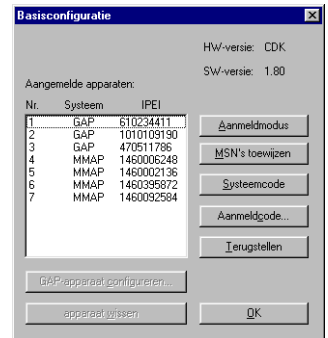 Basisconfiguratie
HW-versie: CDK
SW-versie: 1.80
Aangemelde apparaten:
Nr. Systeem IPEI
1 GAP 610234411
2 GAP 1010109190
3 GAP 470511786
4 MMAP 1460006248
5 MMAP 1460002136
6 MMAP 1460395872
7 MMAP 1460092584
Aanmeldmodus
MSN's toewijzen
Systeemcode
Aanmeldcode...
Terugstellen
GAP-apparaat configureren...
apparaat wissen
OK